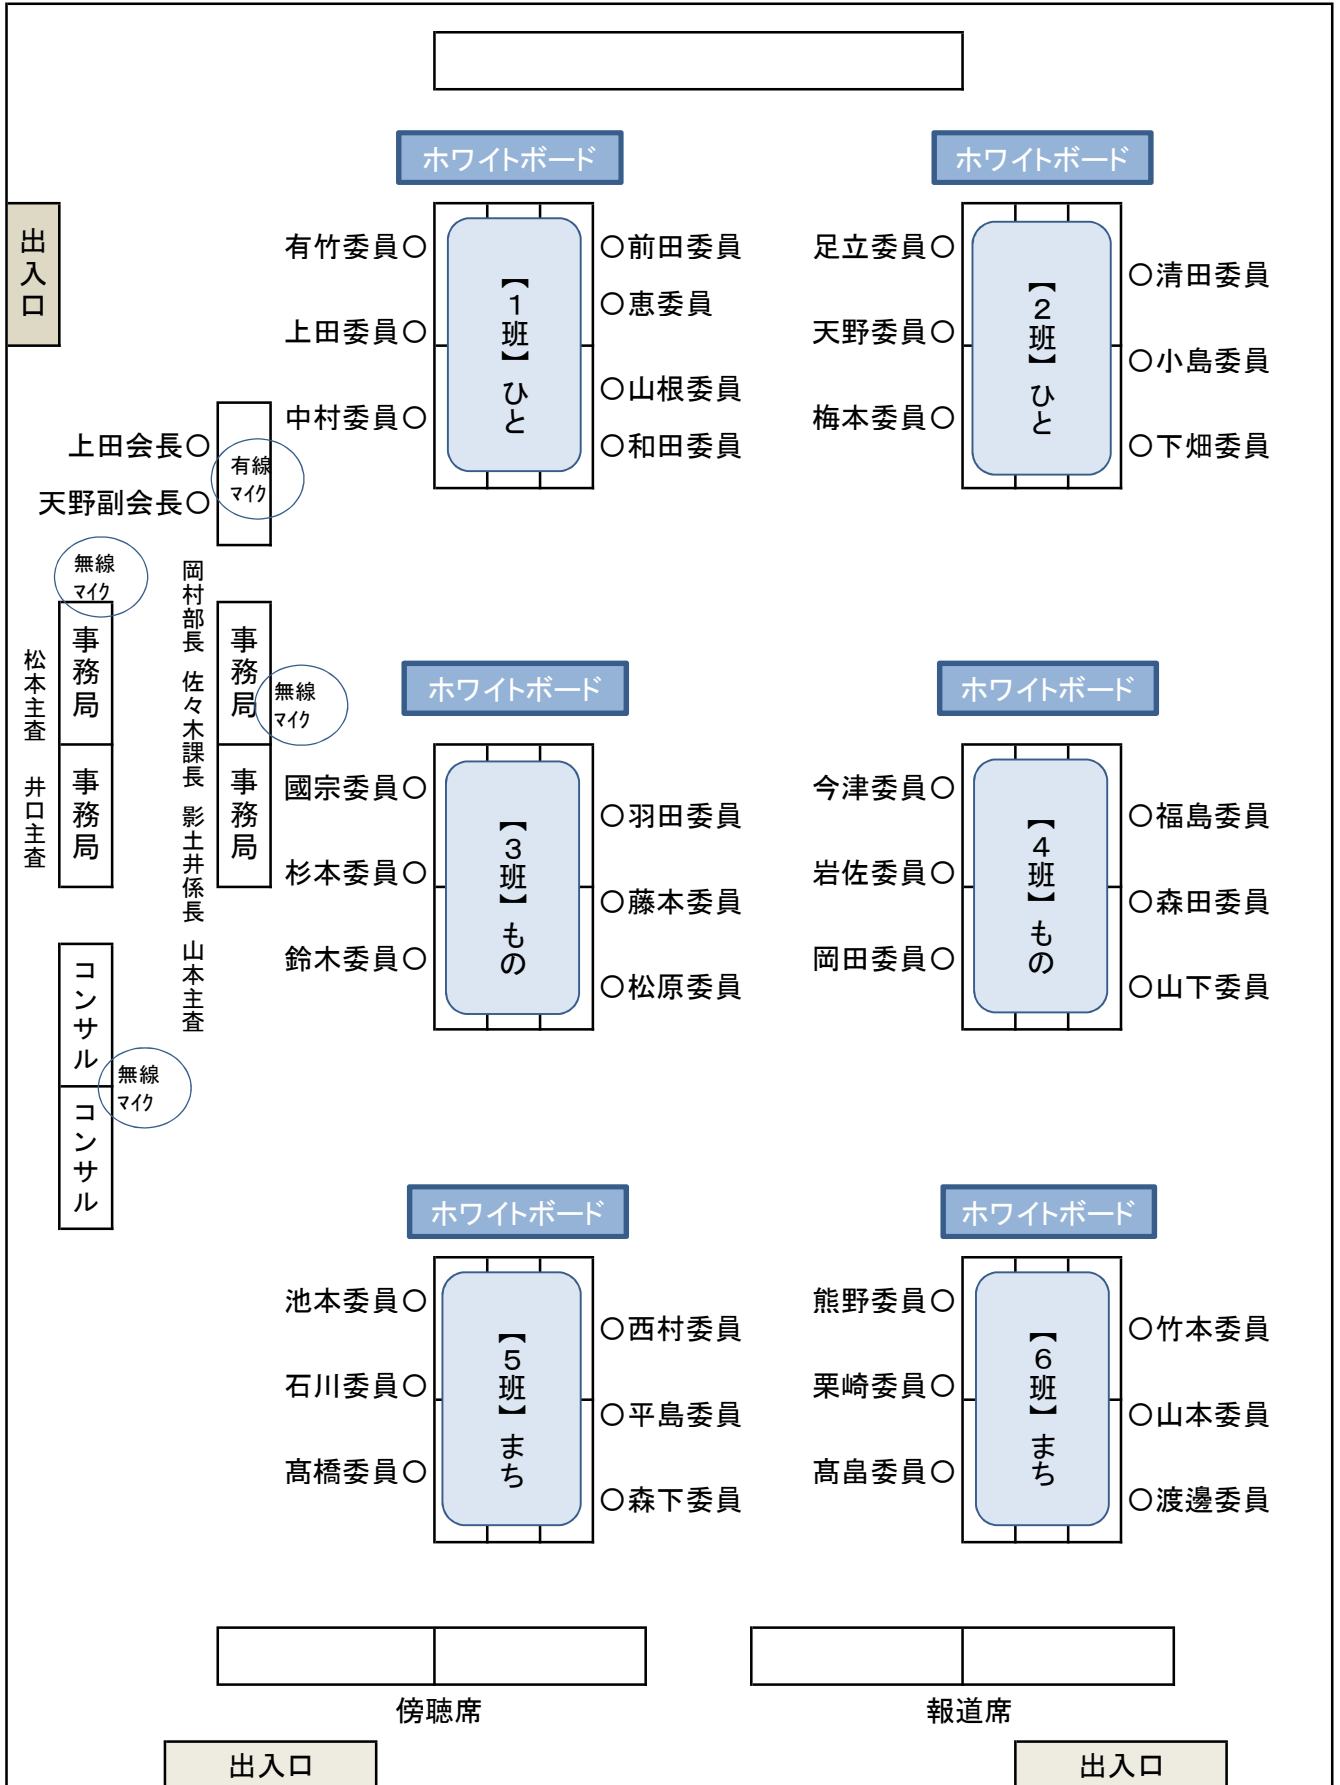 ホワイトボード
ホワイトボード
出入口
有竹委員○
上田委員○
中村委員○
【1班】ひと
○前田委員
○恵委員
○山根委員
○和田委員
足立委員○
天野委員○
梅本委員○
【2班】ひと
○清田委員
○小島委員
○下畑委員
上田会長○
天野副会長○
有線
マイク
無線
マイク
松本主査 井口主査
事務局
事務局
岡村部長 佐々木課長 影土井係長 山本主査
事務局
事務局
無線
マイク
コンサル
コンサル
無線
マイク
ホワイトボード
ホワイトボード
國宗委員○
杉本委員○
鈴木委員○
【3班】もの
○羽田委員
○藤本委員
○松原委員
今津委員○
岩佐委員○
岡田委員○
【4班】もの
○福島委員
○森田委員
○山下委員
ホワイトボード
ホワイトボード
池本委員○
石川委員○
髙橋委員○
【5班】まち
○西村委員
○平島委員
○森下委員
熊野委員○
栗崎委員○
髙畠委員○
【6班】まち
○竹本委員
○山本委員
○渡邊委員
傍聴席
報道席
出入口
出入口